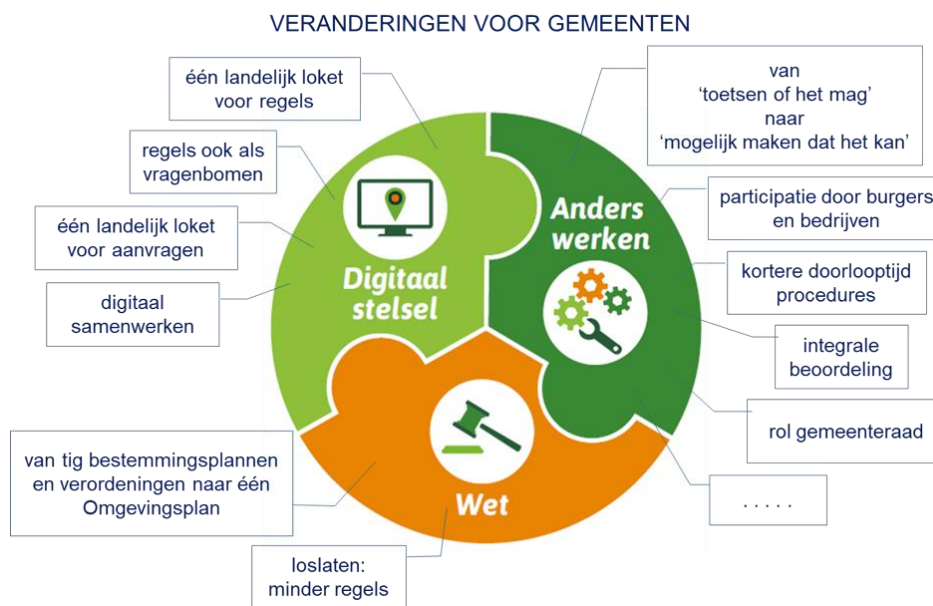 VERANDERINGEN VOOR GEMEENTEN
één landelijk loket
voor regels
regels ook als
vragenbomen
één landelijk loket
voor aanvragen
digitaal
samenwerken
Digitaal
stelsel
van
‘toetsen of het mag’
naar
‘mogelijk maken dat het kan’
participatie door burgers
en bedrijven
kortere doorlooptijd
procedures
integrale
beoordeling
rol gemeenteraad
. . . . .
Anders
werken
van tig bestemmingsplannen
en verordeningen naar één
Omgevingsplan
loslaten:
minder regels
Wet